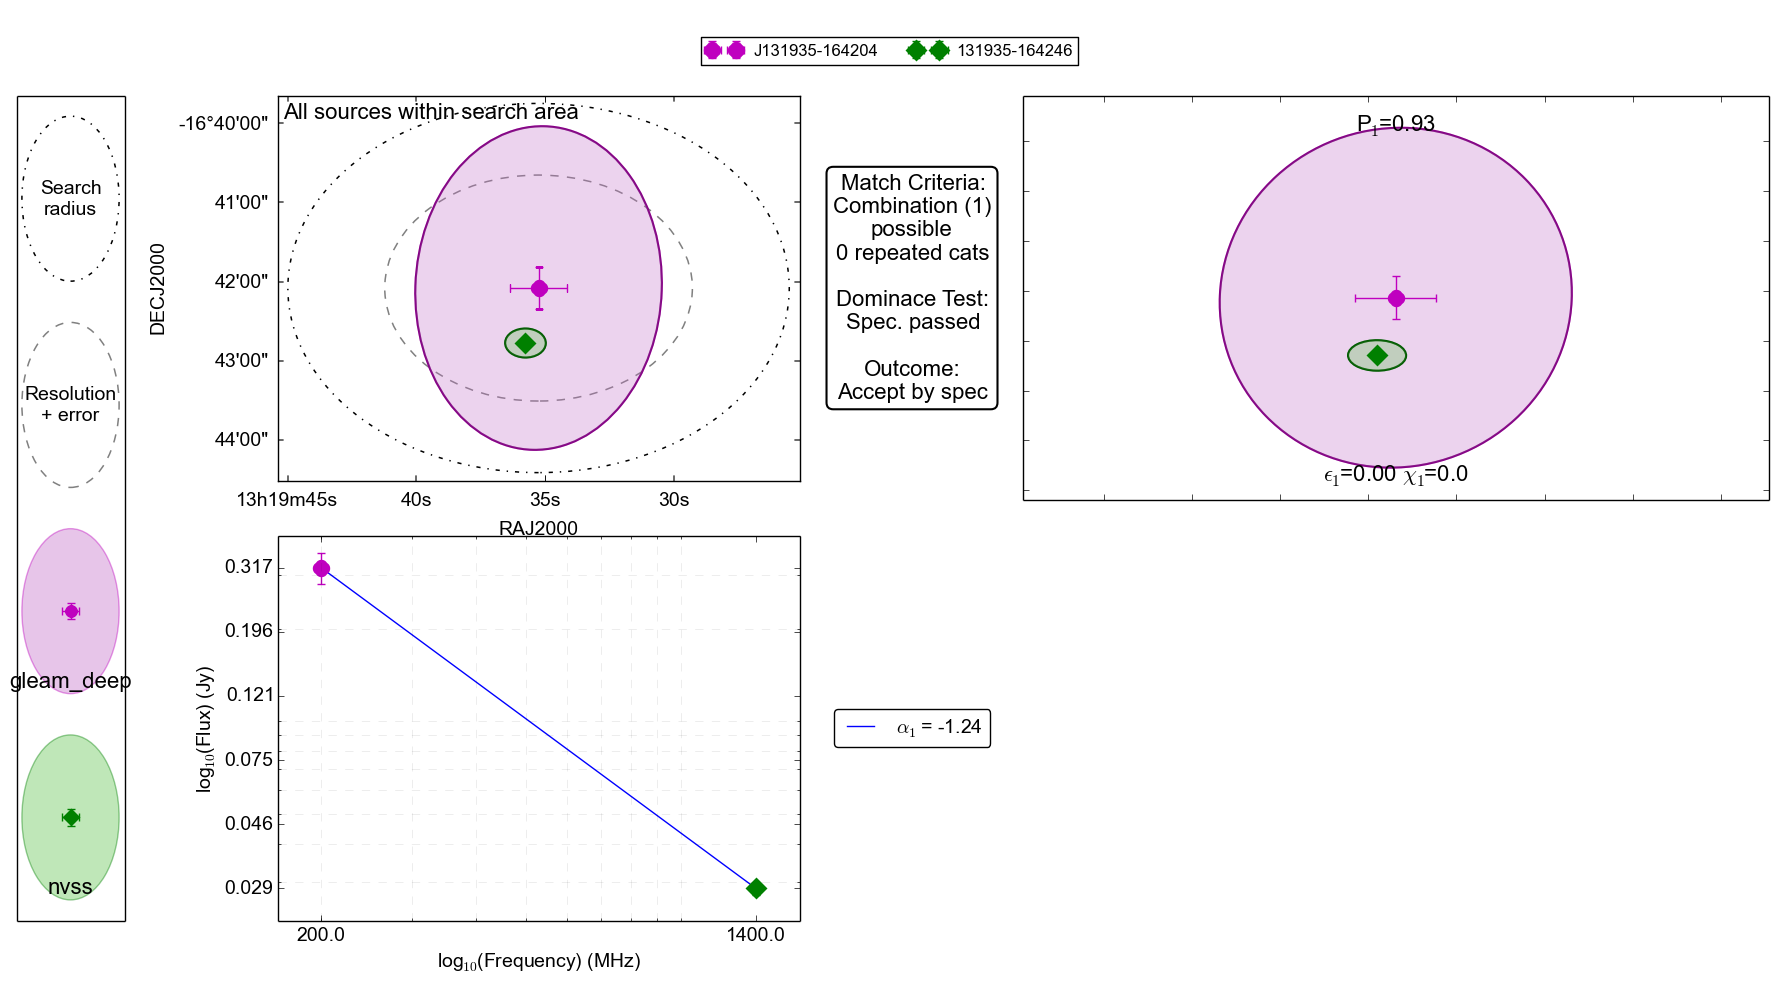 J131935-164204
131935-164246
Search
radius
Resolution
+ error
gleam_deep
nvss
All sources within search area
DECJ2000
-16°40'00"
41'00"
42'00"
43'00"
44'00"
13h19m45s
40s
35s
30s
RAJ2000
Match Criteria:
Combination (1)
possible
0 repeated cats
Dominace Test:
Spec. passed
Outcome:
Accept by spec
P₁=0.93
ϵ₁=0.00 χ₁=0.0
log₁₀(Flux) (Jy)
0.317
0.196
0.121
0.075
0.046
0.029
200.0
1400.0
log₁₀(Frequency) (MHz)
α₁ = -1.24